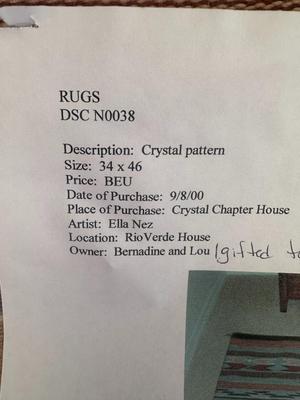 RUGS
DSC N0038
Description: Crystal pattern
Size: 34 x 46
Price: BEU
Date of Purchase: 9/8/00
Place of Purchase: Crystal Chapter House
Artist: Ella Nez
Location: RioVerde House
Owner: Bernadine and Lou (gifted to